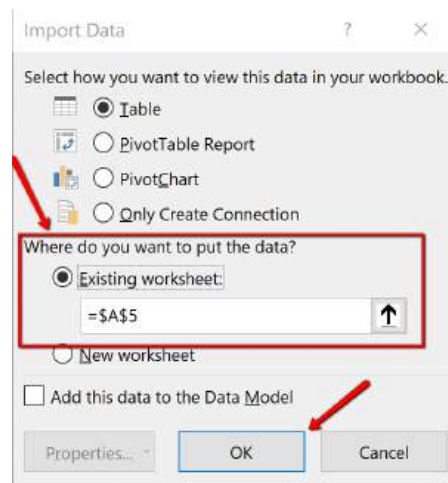 Import Data ? ×
Select how you want to view this data in your workbook.
Table
PivotTable Report
PivotChart
Only Create Connection
Where do you want to put the data?
Existing worksheet:
=$A$5
New worksheet
Add this data to the Data Model
Properties... OK Cancel